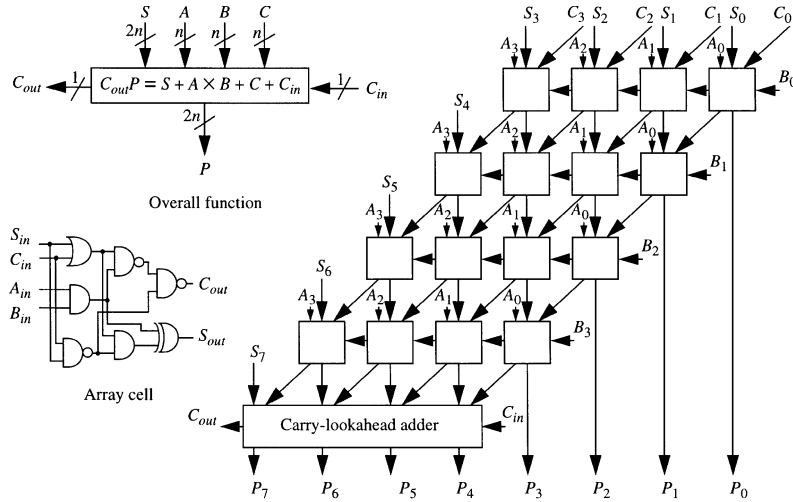 S A B C
2n n n n
C_out 1 C_outP = S + A × B + C + C_in 1 C_in
2n
P
Overall function
S_in
C_in
A_in
B_in
C_out
S_out
Array cell
S_3 C_3 S_2 C_2 S_1 C_1 S_0 C_0
A_3 A_2 A_1 A_0
B_0
S_4
A_3 A_2 A_1 A_0
B_1
S_5
A_3 A_2 A_1 A_0
B_2
S_6
A_3 A_2 A_1 A_0
B_3
S_7
C_out Carry-lookahead adder C_in
P_7 P_6 P_5 P_4 P_3 P_2 P_1 P_0